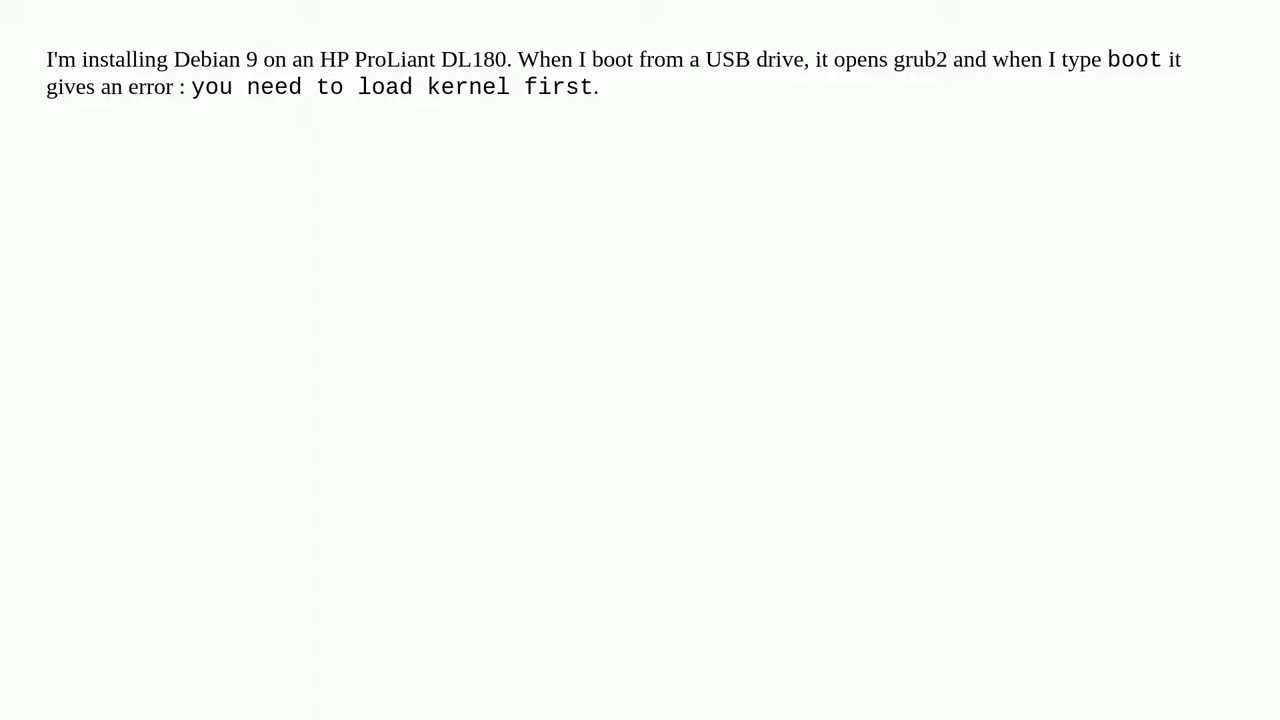 I'm installing Debian 9 on an HP ProLiant DL180. When I boot from a USB drive, it opens grub2 and when I type boot it
gives an error : you need to load kernel first.